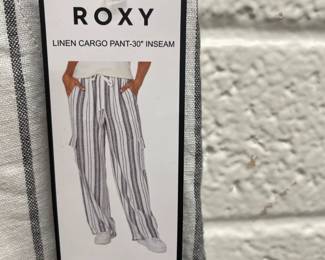 ROXY
LINEN CARGO PANT-30" INSEAM